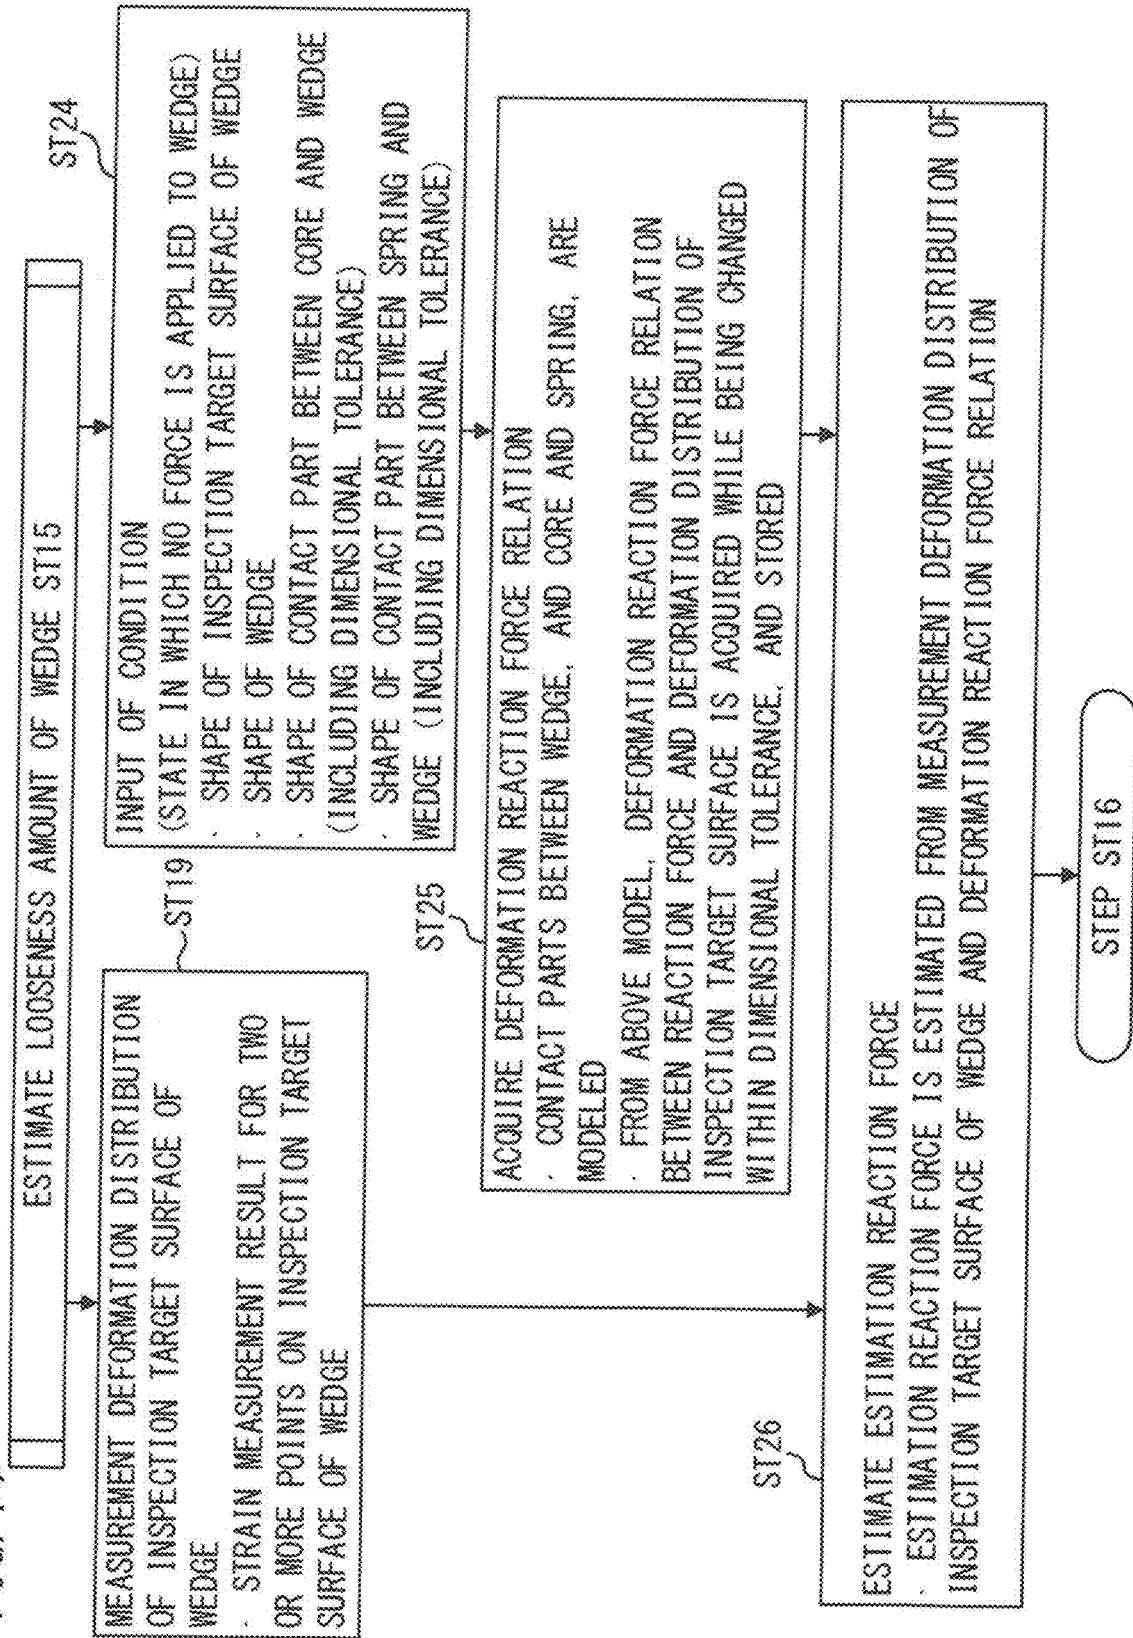 ESTIMATE LOOSENESS AMOUNT OF WEDGE ST15
ST19
MEASUREMENT DEFORMATION DISTRIBUTION
OF INSPECTION TARGET SURFACE OF
WEDGE
· STRAIN MEASUREMENT RESULT FOR TWO
OR MORE POINTS ON INSPECTION TARGET
SURFACE OF WEDGE
ST24
INPUT OF CONDITION
(STATE IN WHICH NO FORCE IS APPLIED TO WEDGE)
· SHAPE OF INSPECTION TARGET SURFACE OF WEDGE
· SHAPE OF WEDGE
· SHAPE OF CONTACT PART BETWEEN CORE AND WEDGE
(INCLUDING DIMENSIONAL TOLERANCE)
· SHAPE OF CONTACT PART BETWEEN SPRING AND
WEDGE (INCLUDING DIMENSIONAL TOLERANCE)
ST25
ACQUIRE DEFORMATION REACTION FORCE RELATION
· CONTACT PARTS BETWEEN WEDGE, AND CORE AND SPRING, ARE
MODELED
· FROM ABOVE MODEL, DEFORMATION REACTION FORCE RELATION
BETWEEN REACTION FORCE AND DEFORMATION DISTRIBUTION OF
INSPECTION TARGET SURFACE IS ACQUIRED WHILE BEING CHANGED
WITHIN DIMENSIONAL TOLERANCE, AND STORED
ST26
ESTIMATE ESTIMATION REACTION FORCE
· ESTIMATION REACTION FORCE IS ESTIMATED FROM MEASUREMENT DEFORMATION DISTRIBUTION OF
INSPECTION TARGET SURFACE OF WEDGE AND DEFORMATION REACTION FORCE RELATION
STEP ST16